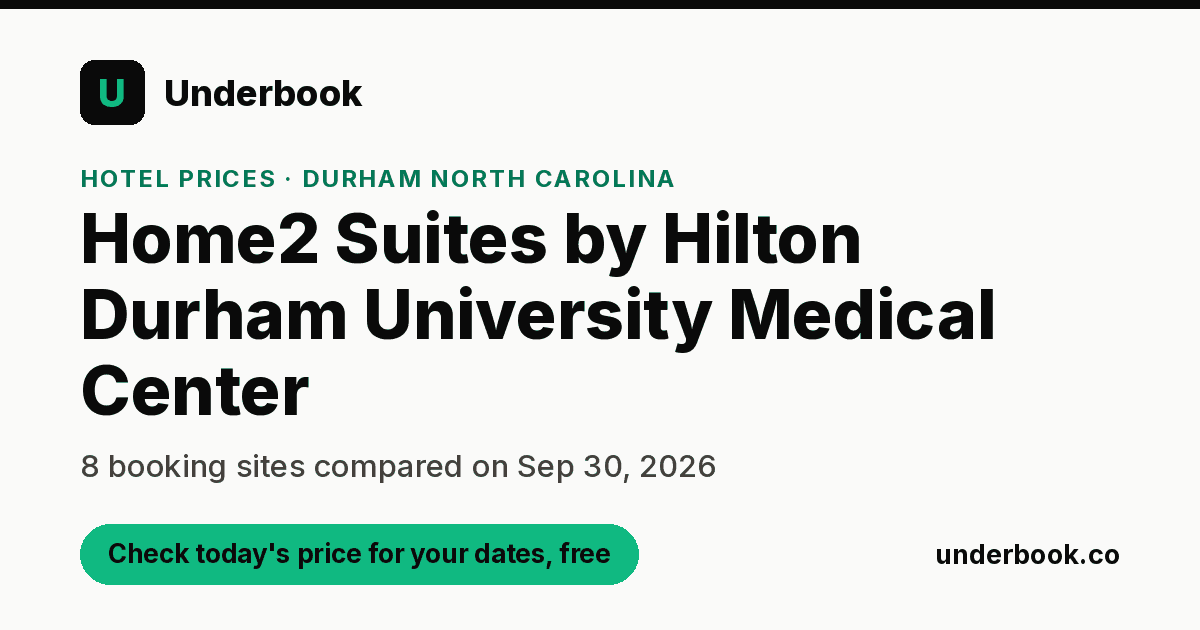 U Underbook
HOTEL PRICES · DURHAM NORTH CAROLINA
Home2 Suites by Hilton
Durham University Medical
Center
8 booking sites compared on Sep 30, 2026
Check today's price for your dates, free
underbook.co